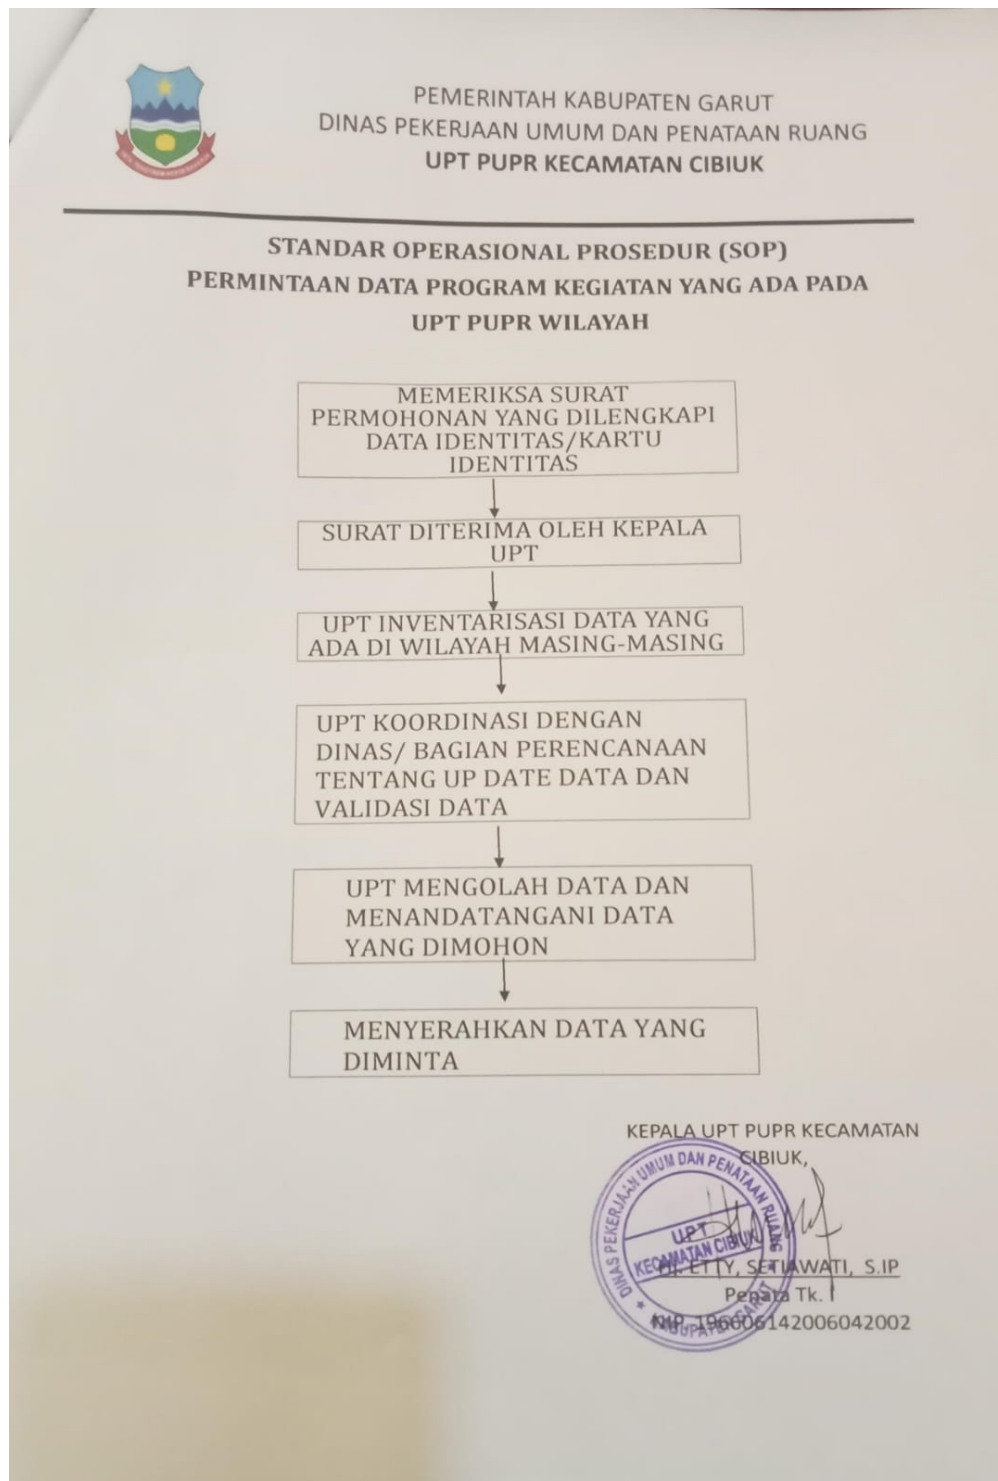 PEMERINTAH KABUPATEN GARUT
DINAS PEKERJAAN UMUM DAN PENATAAN RUANG
UPT PUPR KECAMATAN CIBIUK
STANDAR OPERASIONAL PROSEDUR (SOP)
PERMINTAAN DATA PROGRAM KEGIATAN YANG ADA PADA
UPT PUPR WILAYAH
MEMERIKSA SURAT
PERMOHONAN YANG DILENGKAPI
DATA IDENTITAS/KARTU
IDENTITAS
SURAT DITERIMA OLEH KEPALA
UPT
UPT INVENTARISASI DATA YANG
ADA DI WILAYAH MASING-MASING
UPT KOORDINASI DENGAN
DINAS/ BAGIAN PERENCANAAN
TENTANG UP DATE DATA DAN
VALIDASI DATA
UPT MENGOLAH DATA DAN
MENANDATANGANI DATA
YANG DIMOHON
MENYERAHKAN DATA YANG
DIMINTA
KEPALA UPT PUPR KECAMATAN
CIBIUK,
DINAS PEKERJAAN UMUM DAN PENATAAN RUANG
UPT
KECAMATAN CIBIUK
KABUPATEN GARUT
Hj. ETTY, SETIAWATI, S.IP
Penata Tk. I
NIP. 196606142006042002